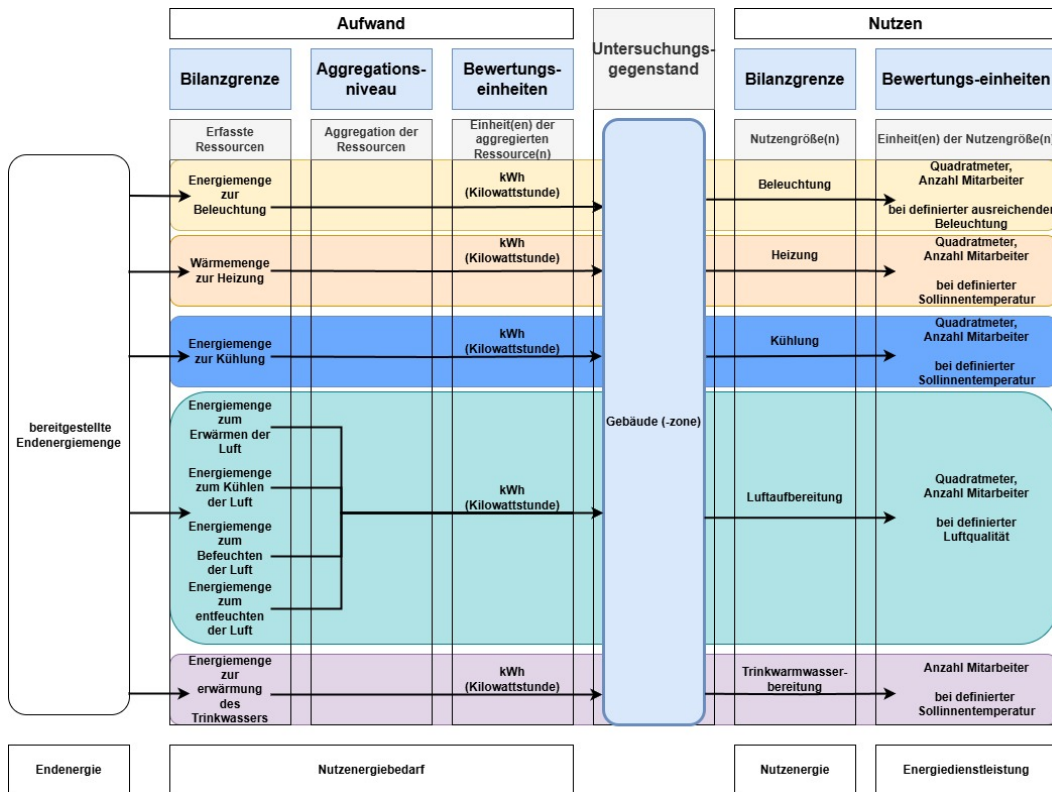 Aufwand
Nutzen
Untersuchungs-
gegenstand
Bilanzgrenze
Aggregations-
niveau
Bewertungs-
einheiten
Bilanzgrenze
Bewertungs-einheiten
Erfasste
Ressourcen
Aggregation der
Ressourcen
Einheit(en) der
aggregierten
Ressource(n)
Nutzengröße(n)
Einheit(en) der Nutzengröße(n)
bereitgestellte
Endenergiemenge
Gebäude (-zone)
Energiemenge
zur
Beleuchtung
kWh
(Kilowattstunde)
Beleuchtung
Quadratmeter,
Anzahl Mitarbeiter
bei definierter ausreichender
Beleuchtung
Wärmemenge
zur Heizung
kWh
(Kilowattstunde)
Heizung
Quadratmeter,
Anzahl Mitarbeiter
bei definierter
Sollinnentemperatur
Energiemenge
zur Kühlung
kWh
(Kilowattstunde)
Kühlung
Quadratmeter,
Anzahl Mitarbeiter
bei definierter
Sollinnentemperatur
Energiemenge
zum
Erwärmen der
Luft
Energiemenge
zum Kühlen
der Luft
Energiemenge
zum
Befeuchten
der Luft
Energiemenge
zum
entfeuchten
der Luft
kWh
(Kilowattstunde)
Luftaufbereitung
Quadratmeter,
Anzahl Mitarbeiter
bei definierter
Luftqualität
Energiemenge
zur
erwärmung
des
Trinkwassers
kWh
(Kilowattstunde)
Trinkwarmwasser-
bereitung
Anzahl Mitarbeiter
bei definierter
Sollinnentemperatur
Endenergie
Nutzenergiebedarf
Nutzenergie
Energiedienstleistung